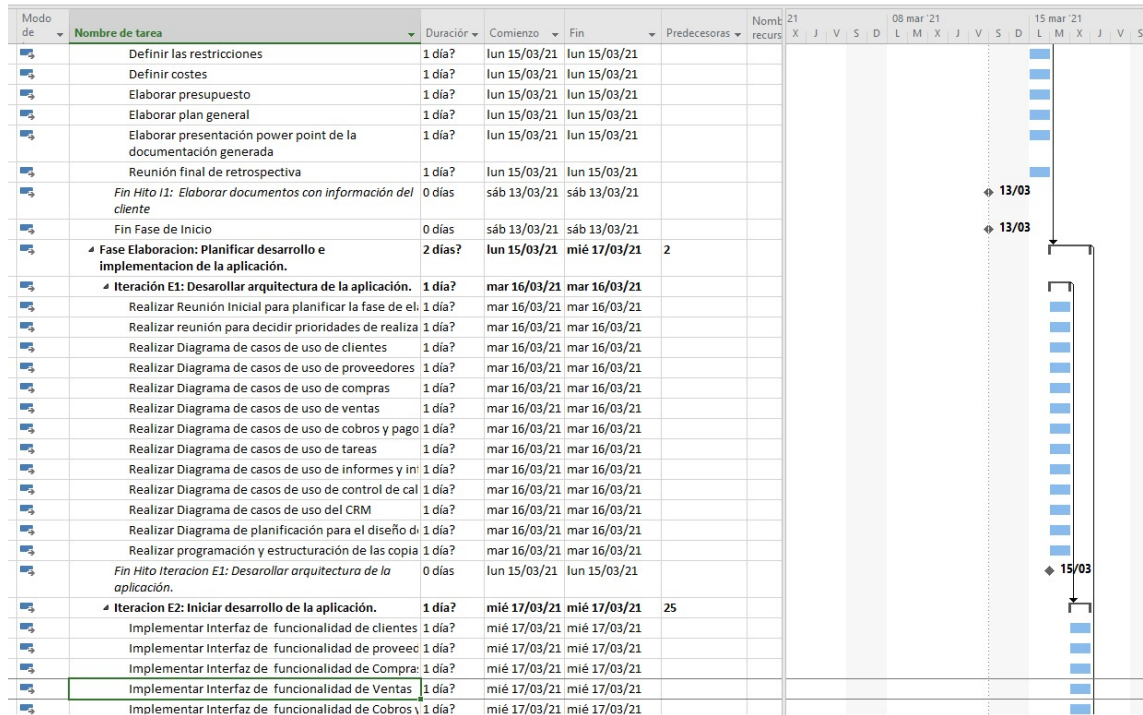 Modo de Nombre de tarea Duración Comienzo Fin Predecesoras Nomb recurs 21 08 mar '21 15 mar '21
X J V S D L M X J V S D L M X J V S
Definir las restricciones 1 día? lun 15/03/21 lun 15/03/21
Definir costes 1 día? lun 15/03/21 lun 15/03/21
Elaborar presupuesto 1 día? lun 15/03/21 lun 15/03/21
Elaborar plan general 1 día? lun 15/03/21 lun 15/03/21
Elaborar presentación power point de la 1 día? lun 15/03/21 lun 15/03/21
documentación generada
Reunión final de retrospectiva 1 día? lun 15/03/21 lun 15/03/21
Fin Hito I1: Elaborar documentos con información del 0 días sáb 13/03/21 sáb 13/03/21 13/03
cliente
Fin Fase de Inicio 0 días sáb 13/03/21 sáb 13/03/21 13/03
Fase Elaboracion: Planificar desarrollo e 2 días? lun 15/03/21 mié 17/03/21 2
implementacion de la aplicación.
Iteración E1: Desarollar arquitectura de la aplicación. 1 día? mar 16/03/21 mar 16/03/21
Realizar Reunión Inicial para planificar la fase de el 1 día? mar 16/03/21 mar 16/03/21
Realizar reunión para decidir prioridades de realiza 1 día? mar 16/03/21 mar 16/03/21
Realizar Diagrama de casos de uso de clientes 1 día? mar 16/03/21 mar 16/03/21
Realizar Diagrama de casos de uso de proveedores 1 día? mar 16/03/21 mar 16/03/21
Realizar Diagrama de casos de uso de compras 1 día? mar 16/03/21 mar 16/03/21
Realizar Diagrama de casos de uso de ventas 1 día? mar 16/03/21 mar 16/03/21
Realizar Diagrama de casos de uso de cobros y pago 1 día? mar 16/03/21 mar 16/03/21
Realizar Diagrama de casos de uso de tareas 1 día? mar 16/03/21 mar 16/03/21
Realizar Diagrama de casos de uso de informes y in 1 día? mar 16/03/21 mar 16/03/21
Realizar Diagrama de casos de uso de control de cal 1 día? mar 16/03/21 mar 16/03/21
Realizar Diagrama de casos de uso del CRM 1 día? mar 16/03/21 mar 16/03/21
Realizar Diagrama de planificación para el diseño d 1 día? mar 16/03/21 mar 16/03/21
Realizar programación y estructuración de las copia 1 día? mar 16/03/21 mar 16/03/21
Fin Hito Iteracion E1: Desarollar arquitectura de la 0 días lun 15/03/21 lun 15/03/21 15/03
aplicación.
Iteracion E2: Iniciar desarrollo de la aplicación. 1 día? mié 17/03/21 mié 17/03/21 25
Implementar Interfaz de funcionalidad de clientes 1 día? mié 17/03/21 mié 17/03/21
Implementar Interfaz de funcionalidad de proveed 1 día? mié 17/03/21 mié 17/03/21
Implementar Interfaz de funcionalidad de Compra 1 día? mié 17/03/21 mié 17/03/21
Implementar Interfaz de funcionalidad de Ventas 1 día? mié 17/03/21 mié 17/03/21
Implementar Interfaz de funcionalidad de Cobros y 1 día? mié 17/03/21 mié 17/03/21